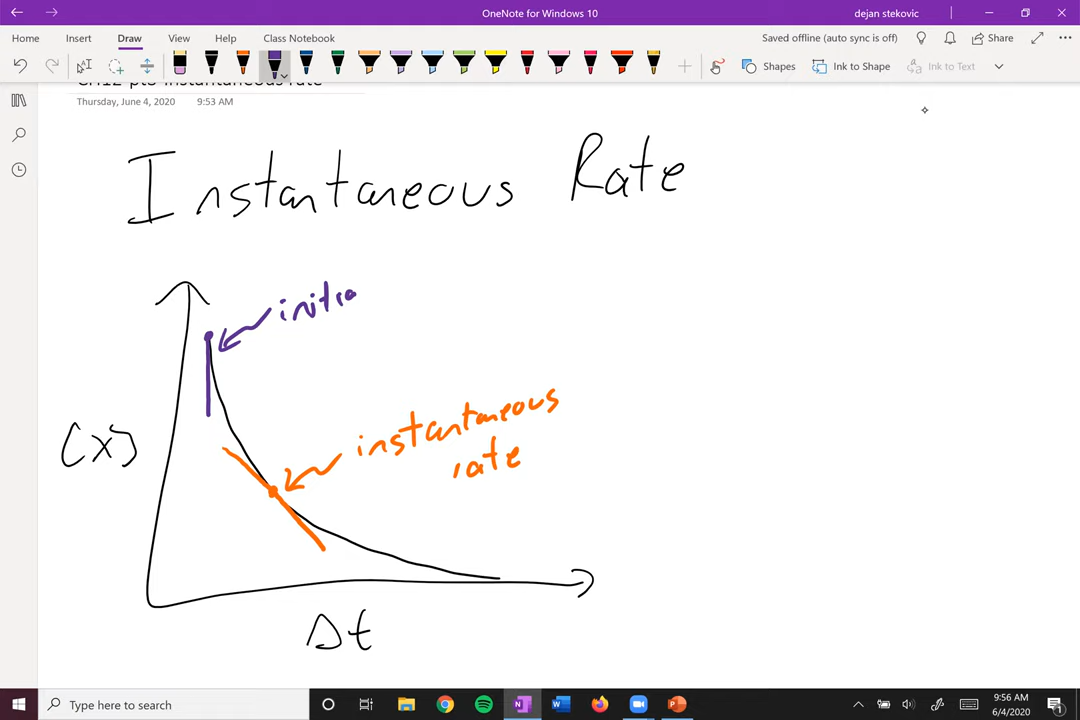 OneNote for Windows 10
dejan stekovic
Home Insert Draw View Help Class Notebook
Saved offline (auto sync is off)
Share
Shapes
Ink to Shape
Ink to Text
Thursday, June 4, 2020 9:53 AM
Instantaneous Rate
initia
instantaneous
rate
[X]
Δt
Type here to search
9:56 AM
6/4/2020